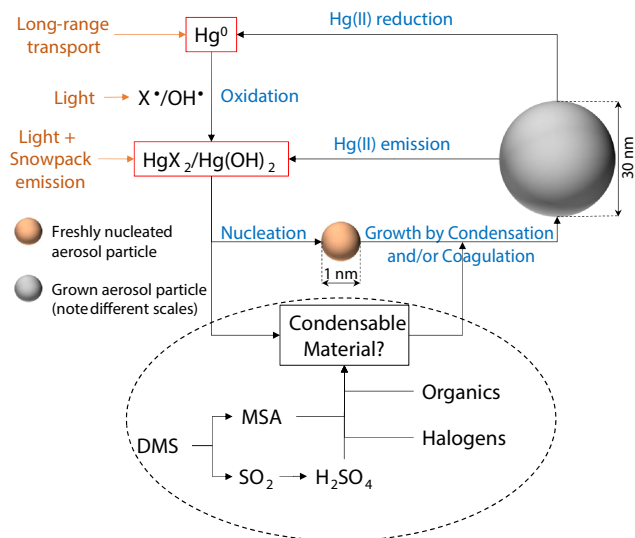 Long-range
transport
Hg⁰
Hg(II) reduction
Light
X•/OH•
Oxidation
Light +
Snowpack
emission
HgX₂/Hg(OH)₂
Hg(II) emission
30 nm
Freshly nucleated
aerosol particle
Nucleation
Growth by Condensation
and/or Coagulation
1 nm
Grown aerosol particle
(note different scales)
Condensable
Material?
Organics
MSA
Halogens
DMS
SO₂
H₂SO₄